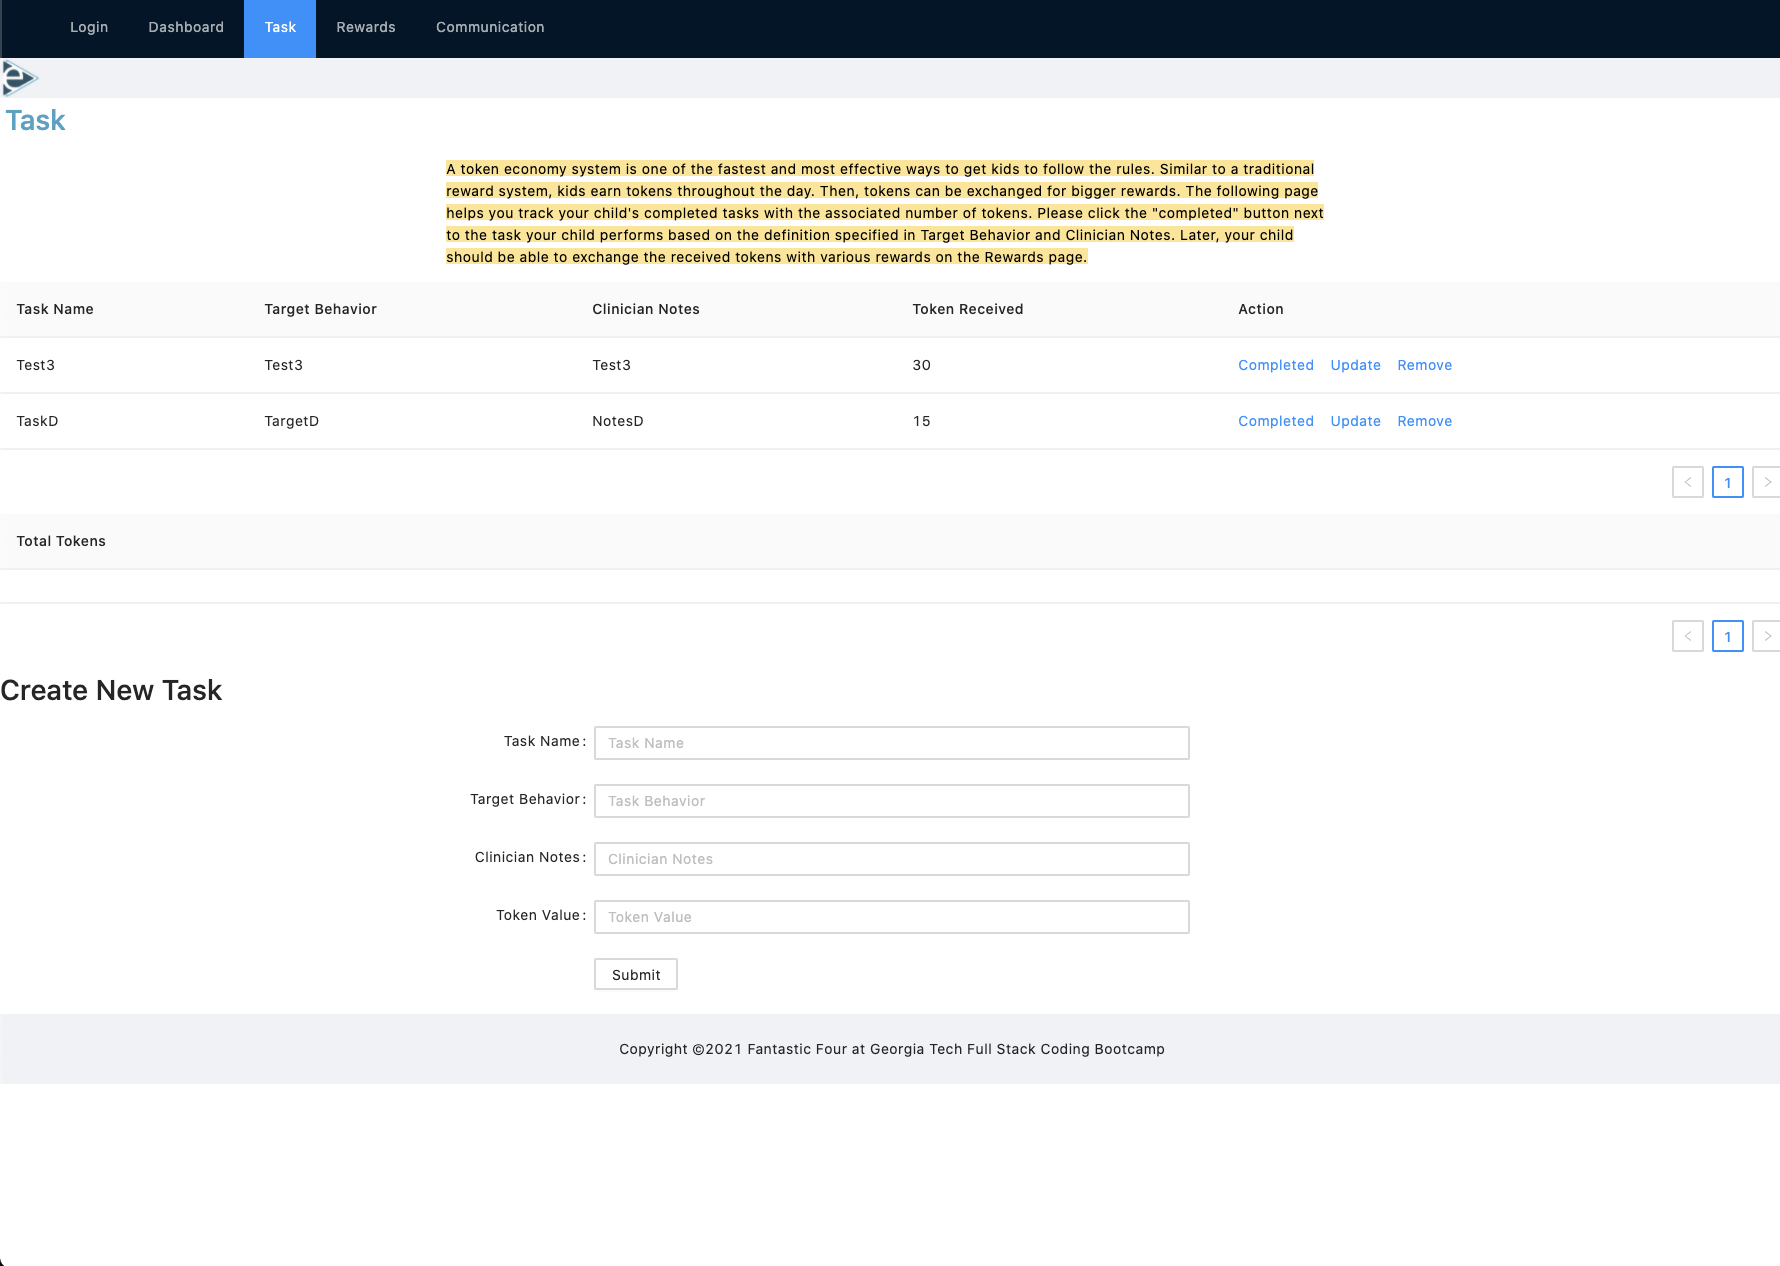 Login Dashboard Task Rewards Communication
e
Task
A token economy system is one of the fastest and most effective ways to get kids to follow the rules. Similar to a traditional
reward system, kids earn tokens throughout the day. Then, tokens can be exchanged for bigger rewards. The following page
helps you track your child's completed tasks with the associated number of tokens. Please click the "completed" button next
to the task your child performs based on the definition specified in Target Behavior and Clinician Notes. Later, your child
should be able to exchange the received tokens with various rewards on the Rewards page.
Task Name Target Behavior Clinician Notes Token Received Action
Test3 Test3 Test3 30 Completed Update Remove
TaskD TargetD NotesD 15 Completed Update Remove
< 1 >
Total Tokens
< 1 >
Create New Task
Task Name: Task Name
Target Behavior: Task Behavior
Clinician Notes: Clinician Notes
Token Value: Token Value
Submit
Copyright ©2021 Fantastic Four at Georgia Tech Full Stack Coding Bootcamp